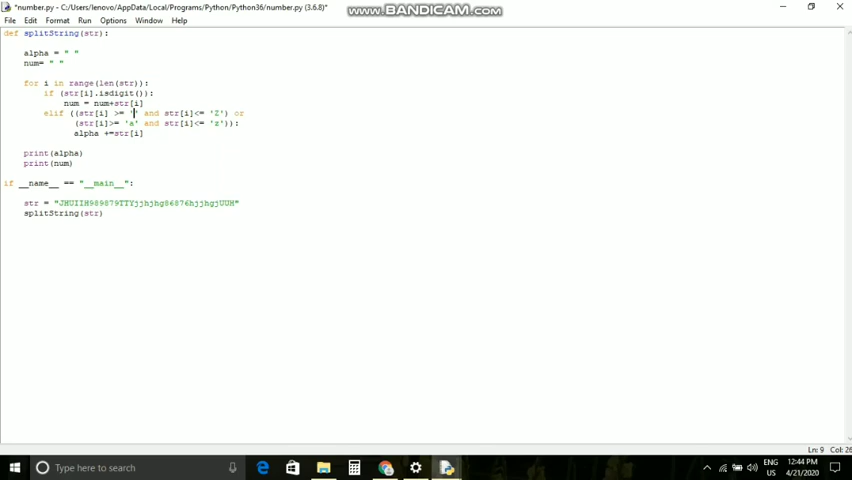 *number.py - C:/Users/lenovo/AppData/Local/Programs/Python/Python36/number.py (3.6.8)*
www.BANDICAM.com
File Edit Format Run Options Window Help
def splitString(str):
alpha = " "
num= " "
for i in range(len(str)):
if (str[i].isdigit()):
num = num+str[i]
elif ((str[i] >= '' and str[i]<= 'Z') or
(str[i]>= 'a' and str[i]<= 'z')):
alpha +=str[i]
print(alpha)
print(num)
if __name__ == "__main__":
str = "JHUIIH989879TTYjjhjhg86876hjjhgjUUH"
splitString(str)
Ln: 9 Col: 26
Type here to search
ENG
US
12:44 PM
4/21/2020